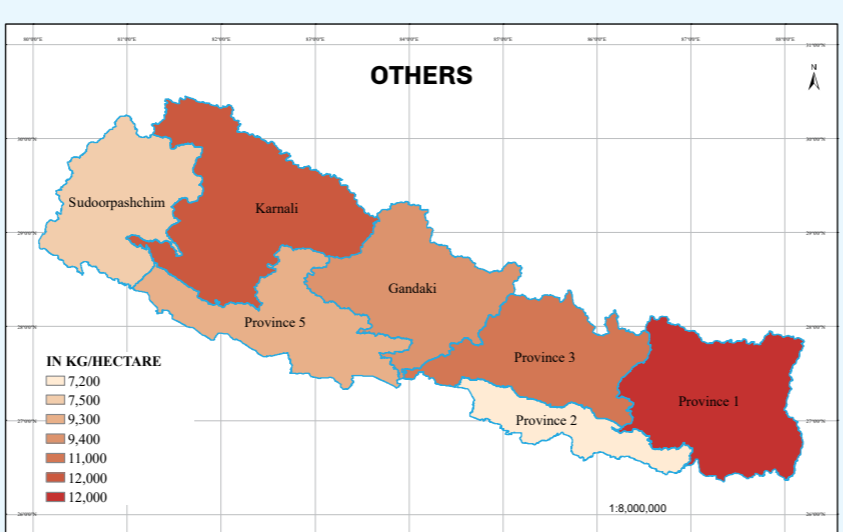 OTHERS
N
Sudoorpashchim
Karnali
Gandaki
Province 5
Province 3
Province 1
Province 2
IN KG/HECTARE
7,200
7,500
9,300
9,400
11,000
12,000
12,000
1:8,000,000